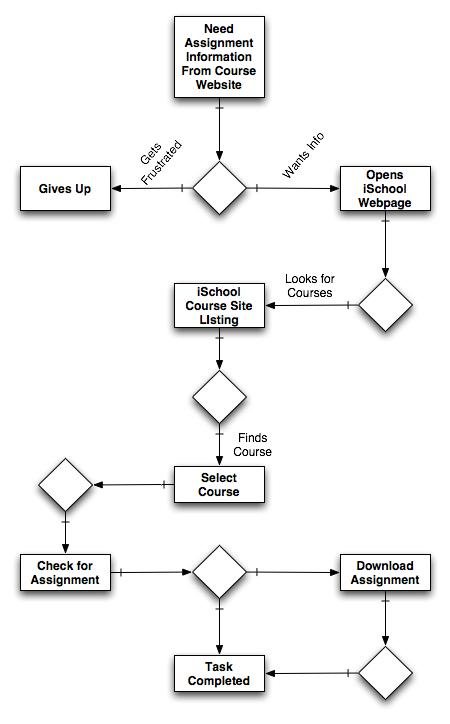 Need
Assignment
Information
From Course
Website
Gets
Frustrated
Wants Info
Gives Up
Opens
iSchool
Webpage
Looks for
Courses
iSchool
Course Site
LIsting
Finds
Course
Select
Course
Check for
Assignment
Download
Assignment
Task
Completed